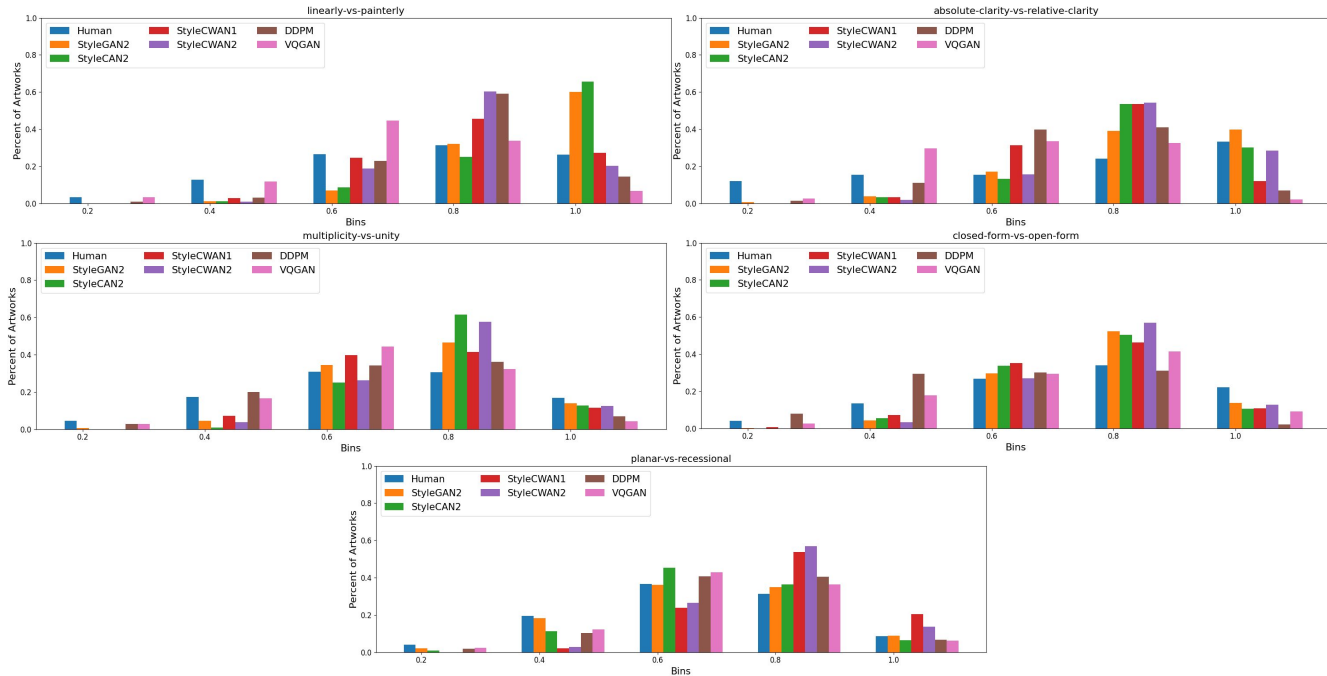 linearly-vs-painterly
Percent of Artworks
1.0
0.8
0.6
0.4
0.2
0.0
Human StyleCWAN1 DDPM
StyleGAN2 StyleCWAN2 VQGAN
StyleCAN2
0.2 0.4 0.6 0.8 1.0
Bins
absolute-clarity-vs-relative-clarity
Percent of Artworks
1.0
0.8
0.6
0.4
0.2
0.0
Human StyleCWAN1 DDPM
StyleGAN2 StyleCWAN2 VQGAN
StyleCAN2
0.2 0.4 0.6 0.8 1.0
Bins
multiplicity-vs-unity
Percent of Artworks
1.0
0.8
0.6
0.4
0.2
0.0
Human StyleCWAN1 DDPM
StyleGAN2 StyleCWAN2 VQGAN
StyleCAN2
0.2 0.4 0.6 0.8 1.0
Bins
closed-form-vs-open-form
Percent of Artworks
1.0
0.8
0.6
0.4
0.2
0.0
Human StyleCWAN1 DDPM
StyleGAN2 StyleCWAN2 VQGAN
StyleCAN2
0.2 0.4 0.6 0.8 1.0
Bins
planar-vs-recessional
Percent of Artworks
1.0
0.8
0.6
0.4
0.2
0.0
Human StyleCWAN1 DDPM
StyleGAN2 StyleCWAN2 VQGAN
StyleCAN2
0.2 0.4 0.6 0.8 1.0
Bins